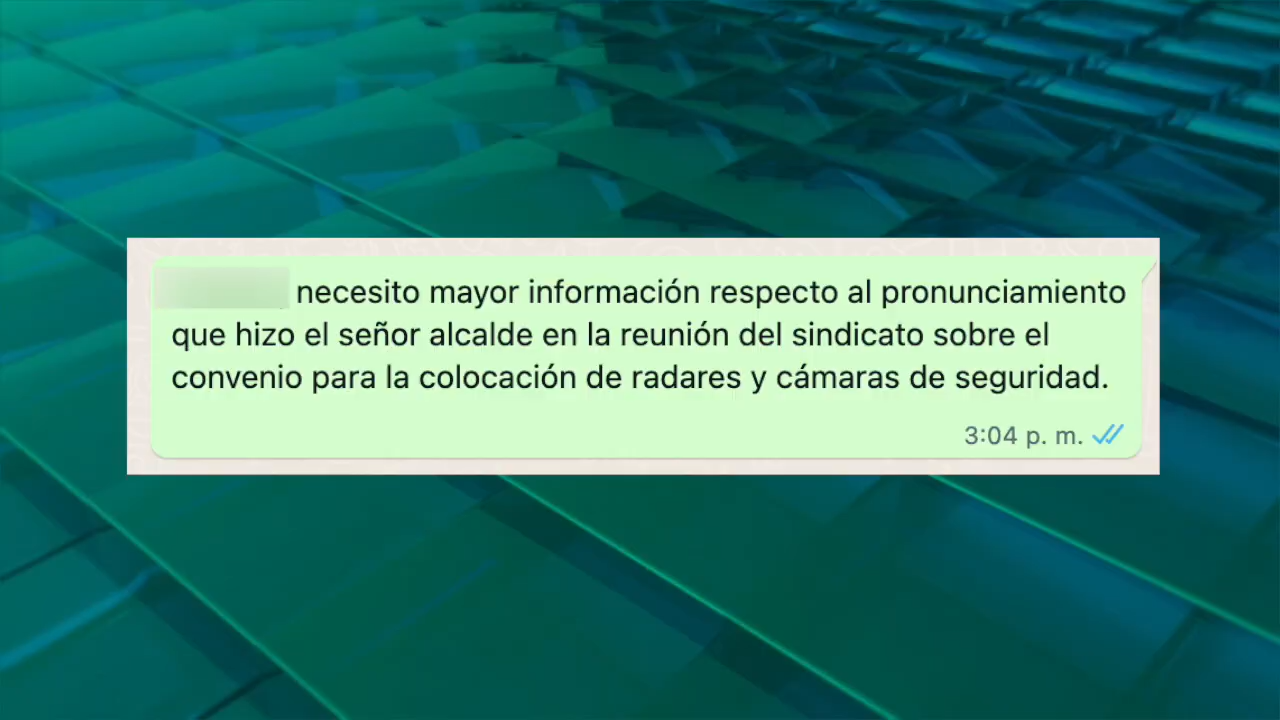 necesito mayor información respecto al pronunciamiento
que hizo el señor alcalde en la reunión del sindicato sobre el
convenio para la colocación de radares y cámaras de seguridad.
3:04 p. m.